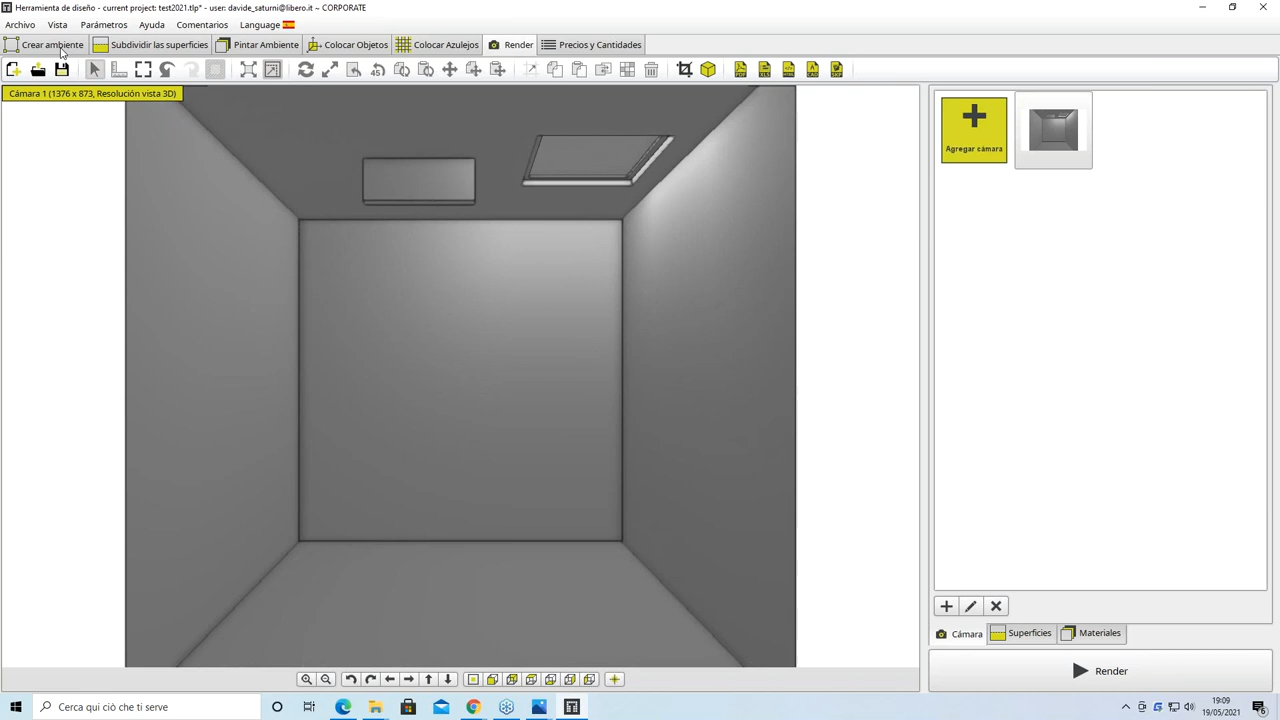 Herramienta de diseño - current project: test2021.tlp* - user: davide_saturni@libero.it ~ CORPORATE
Archivo Vista Parámetros Ayuda Comentarios Language
Crear ambiente Subdividir las superficies Pintar Ambiente Colocar Objetos Colocar Azulejos Render Precios y Cantidades
Cámara 1 (1376 x 873, Resolución vista 3D)
Agregar cámara
Cámara Superficies Materiales
Render
Cerca qui ciò che ti serve
19:09
19/05/2021